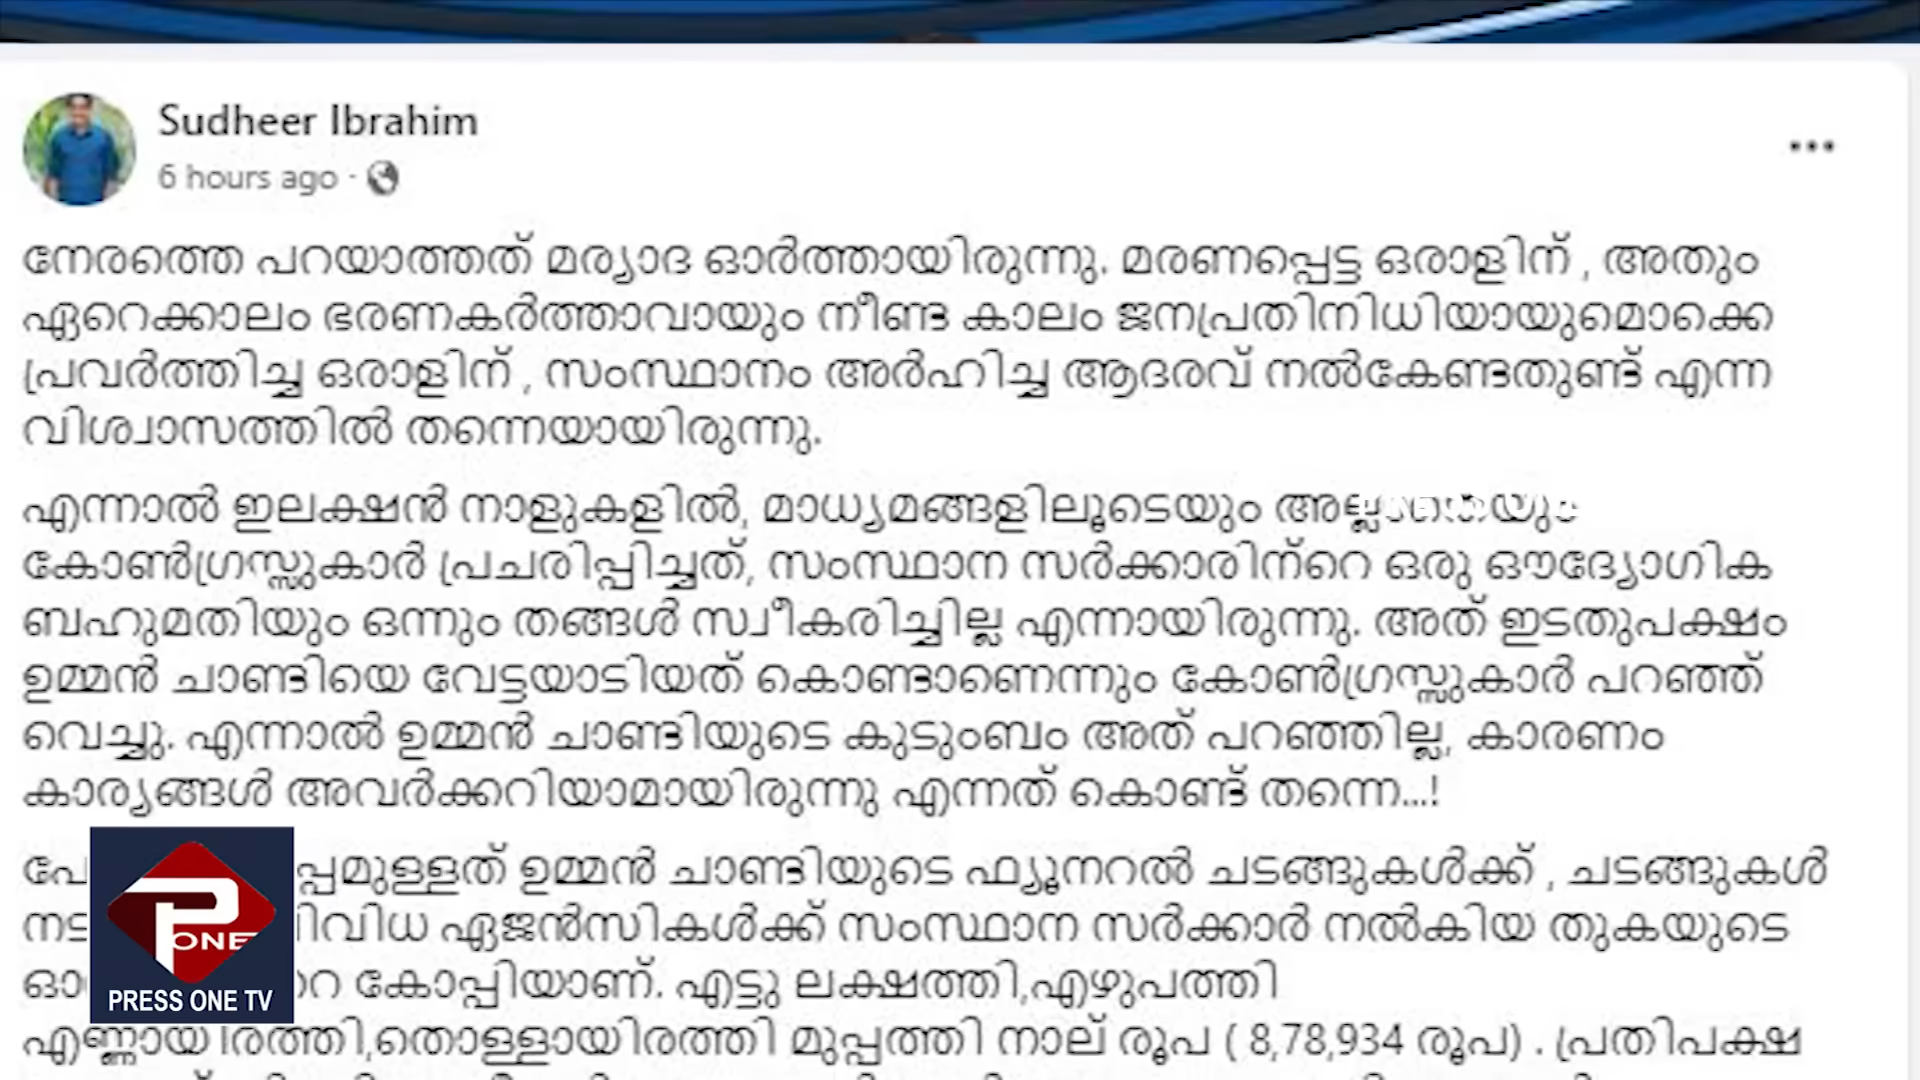 Sudheer Ibrahim
6 hours ago ·
നേരത്തെ പറയാത്തത് മര്യാദ ഓർത്തായിരുന്നു. മരണപ്പെട്ട ഒരാളിന് , അതും
ഏറെക്കാലം ഭരണകർത്താവായും നീണ്ട കാലം ജനപ്രതിനിധിയായുമൊക്കെ
പ്രവർത്തിച്ച ഒരാളിന് , സംസ്ഥാനം അർഹിച്ച ആദരവ് നൽകേണ്ടതുണ്ട് എന്ന
വിശ്വാസത്തിൽ തന്നെയായിരുന്നു.
എന്നാൽ ഇലക്ഷൻ നാളുകളിൽ, മാധ്യമങ്ങളിലൂടെയും
കോൺഗ്രസ്സുകാർ പ്രചരിപ്പിച്ചത്, സംസ്ഥാന സർക്കാരിന്റെ ഒരു ഔദ്യോഗിക
ബഹുമതിയും ഒന്നും തങ്ങൾ സ്വീകരിച്ചില്ല എന്നായിരുന്നു. അത് ഇടതുപക്ഷം
ഉമ്മൻ ചാണ്ടിയെ വേട്ടയാടിയത് കൊണ്ടാണെന്നും കോൺഗ്രസ്സുകാർ പറഞ്ഞ്
വെച്ചു. എന്നാൽ ഉമ്മൻ ചാണ്ടിയുടെ കുടുംബം അത് പറഞ്ഞില്ല, കാരണം
കാര്യങ്ങൾ അവർക്കറിയാമായിരുന്നു എന്നത് കൊണ്ട് തന്നെ...!
ഉമ്മൻ ചാണ്ടിയുടെ ഫ്യൂനറൽ ചടങ്ങുകൾക്ക് , ചടങ്ങുകൾ
ഏജൻസികൾക്ക് സംസ്ഥാന സർക്കാർ നൽകിയ തുകയുടെ
കോപ്പിയാണ്. എട്ടു ലക്ഷത്തി,എഴുപത്തി
എണ്ണായിരത്തി,തൊള്ളായിരത്തി മുപ്പത്തി നാല് രൂപ ( 8,78,934 രൂപ) . പ്രതിപക്ഷ
P ONE
PRESS ONE TV